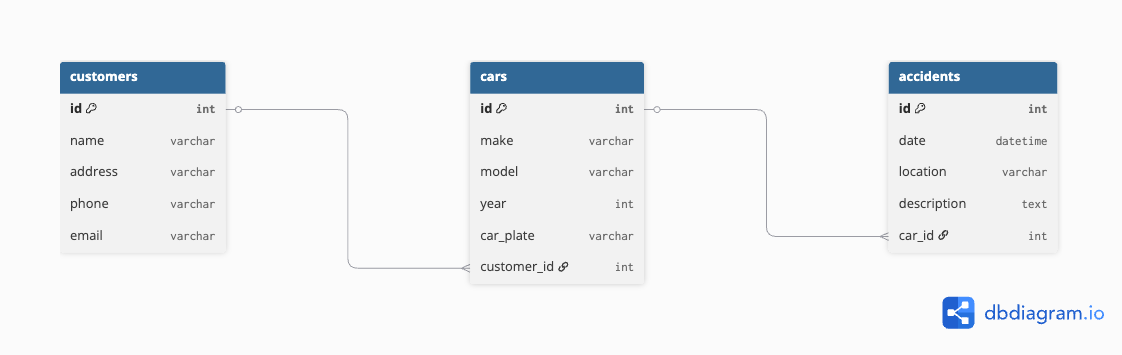 customers
id int
name varchar
address varchar
phone varchar
email varchar
cars
id int
make varchar
model varchar
year int
car_plate varchar
customer_id int
accidents
id int
date datetime
location varchar
description text
car_id int
dbdiagram.io